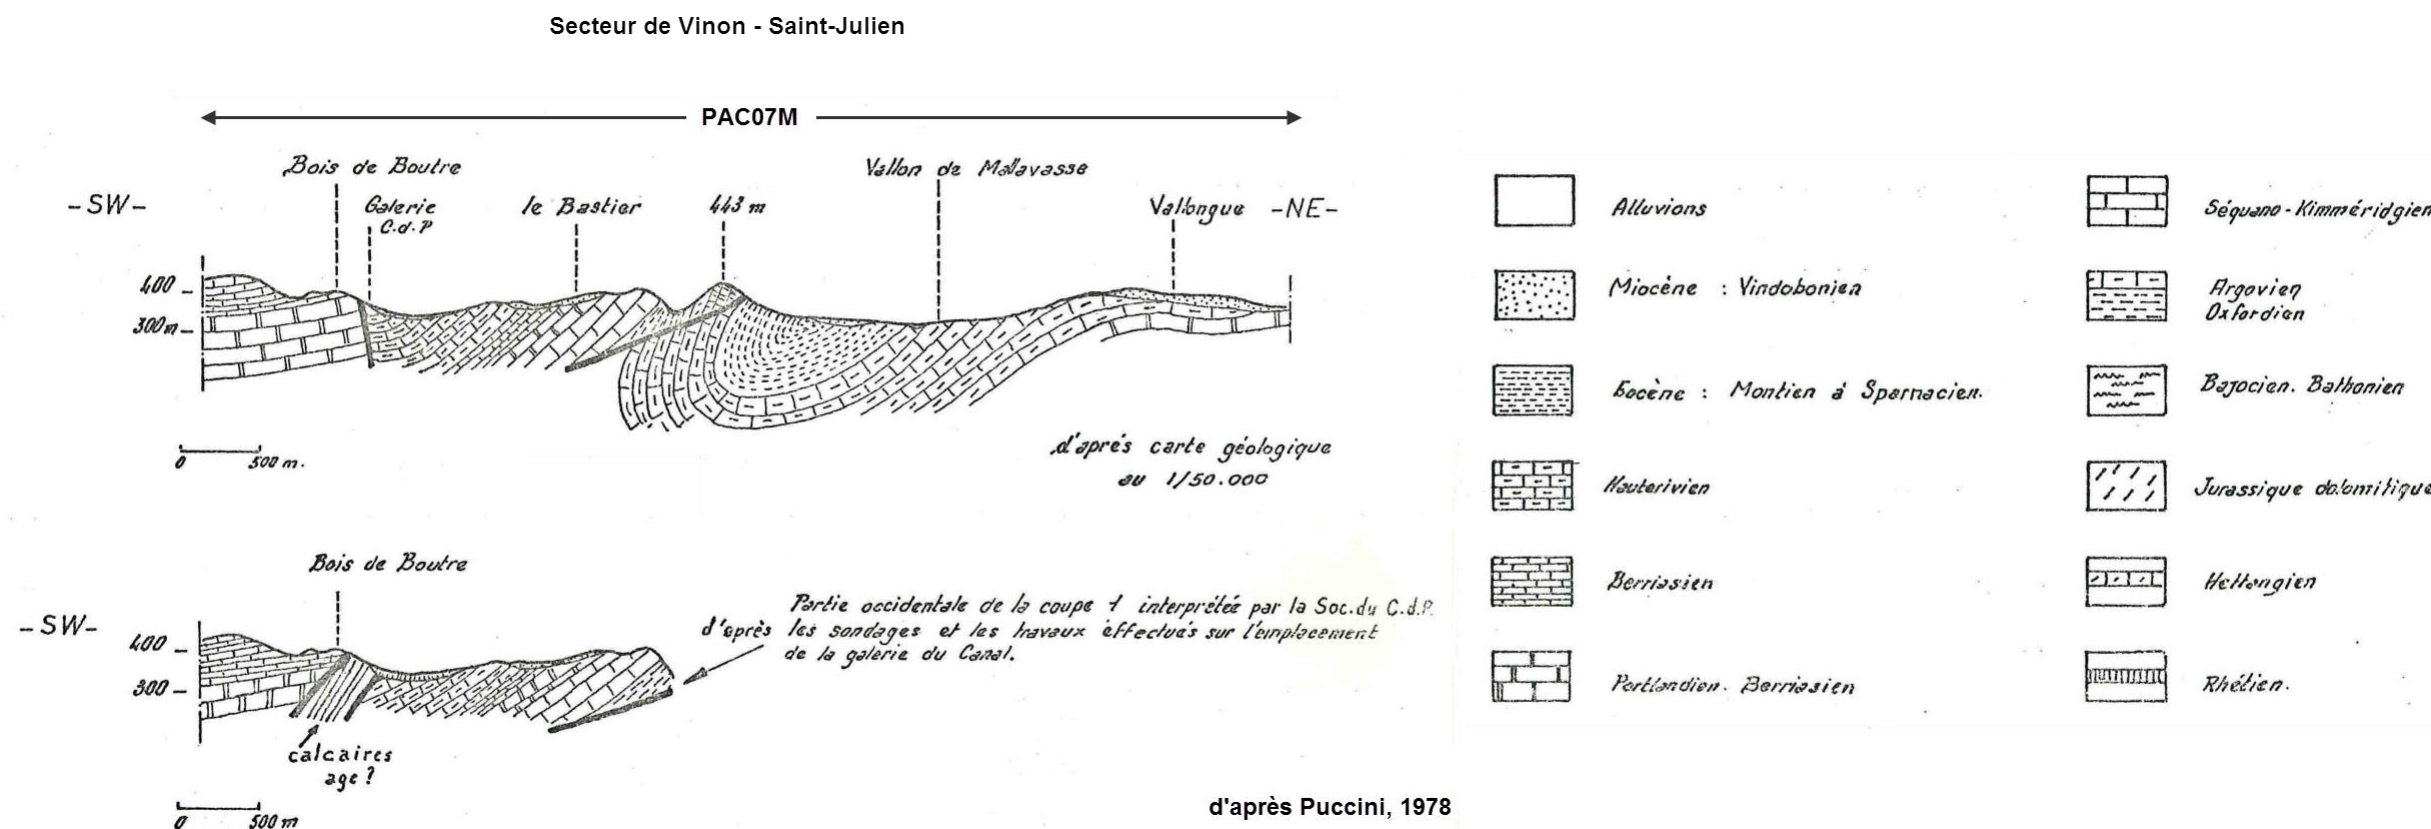 Secteur de Vinon - Saint-Julien
PAC07M
Bois de Boutre
Vallon de Mallavasse
-SW-
Galerie
C.d.P
le Bastier
443 m
Vallongue
-NE-
400
300m
0 500 m.
d'aprés carte géologique
au 1/50.000
Bois de Boutre
-SW-
400
300
Partie occidentale de la coupe 1 interprétée par la Soc.du C.d.P.
d'après les sondages et les travaux effectués sur l'emplacement
de la galerie du Canal.
calcaires
age ?
0 500 m
d'après Puccini, 1978
Alluvions
Miocène : Vindobonien
Eocène : Montien à Sparnacien.
Hauterivien
Berriasien
Portlandien. Berriasien
Séquano-Kimméridgien
Argovien
Oxfordien
Bajocien. Bathonien
Jurassique dolomitique
Hettangien
Rhétien.